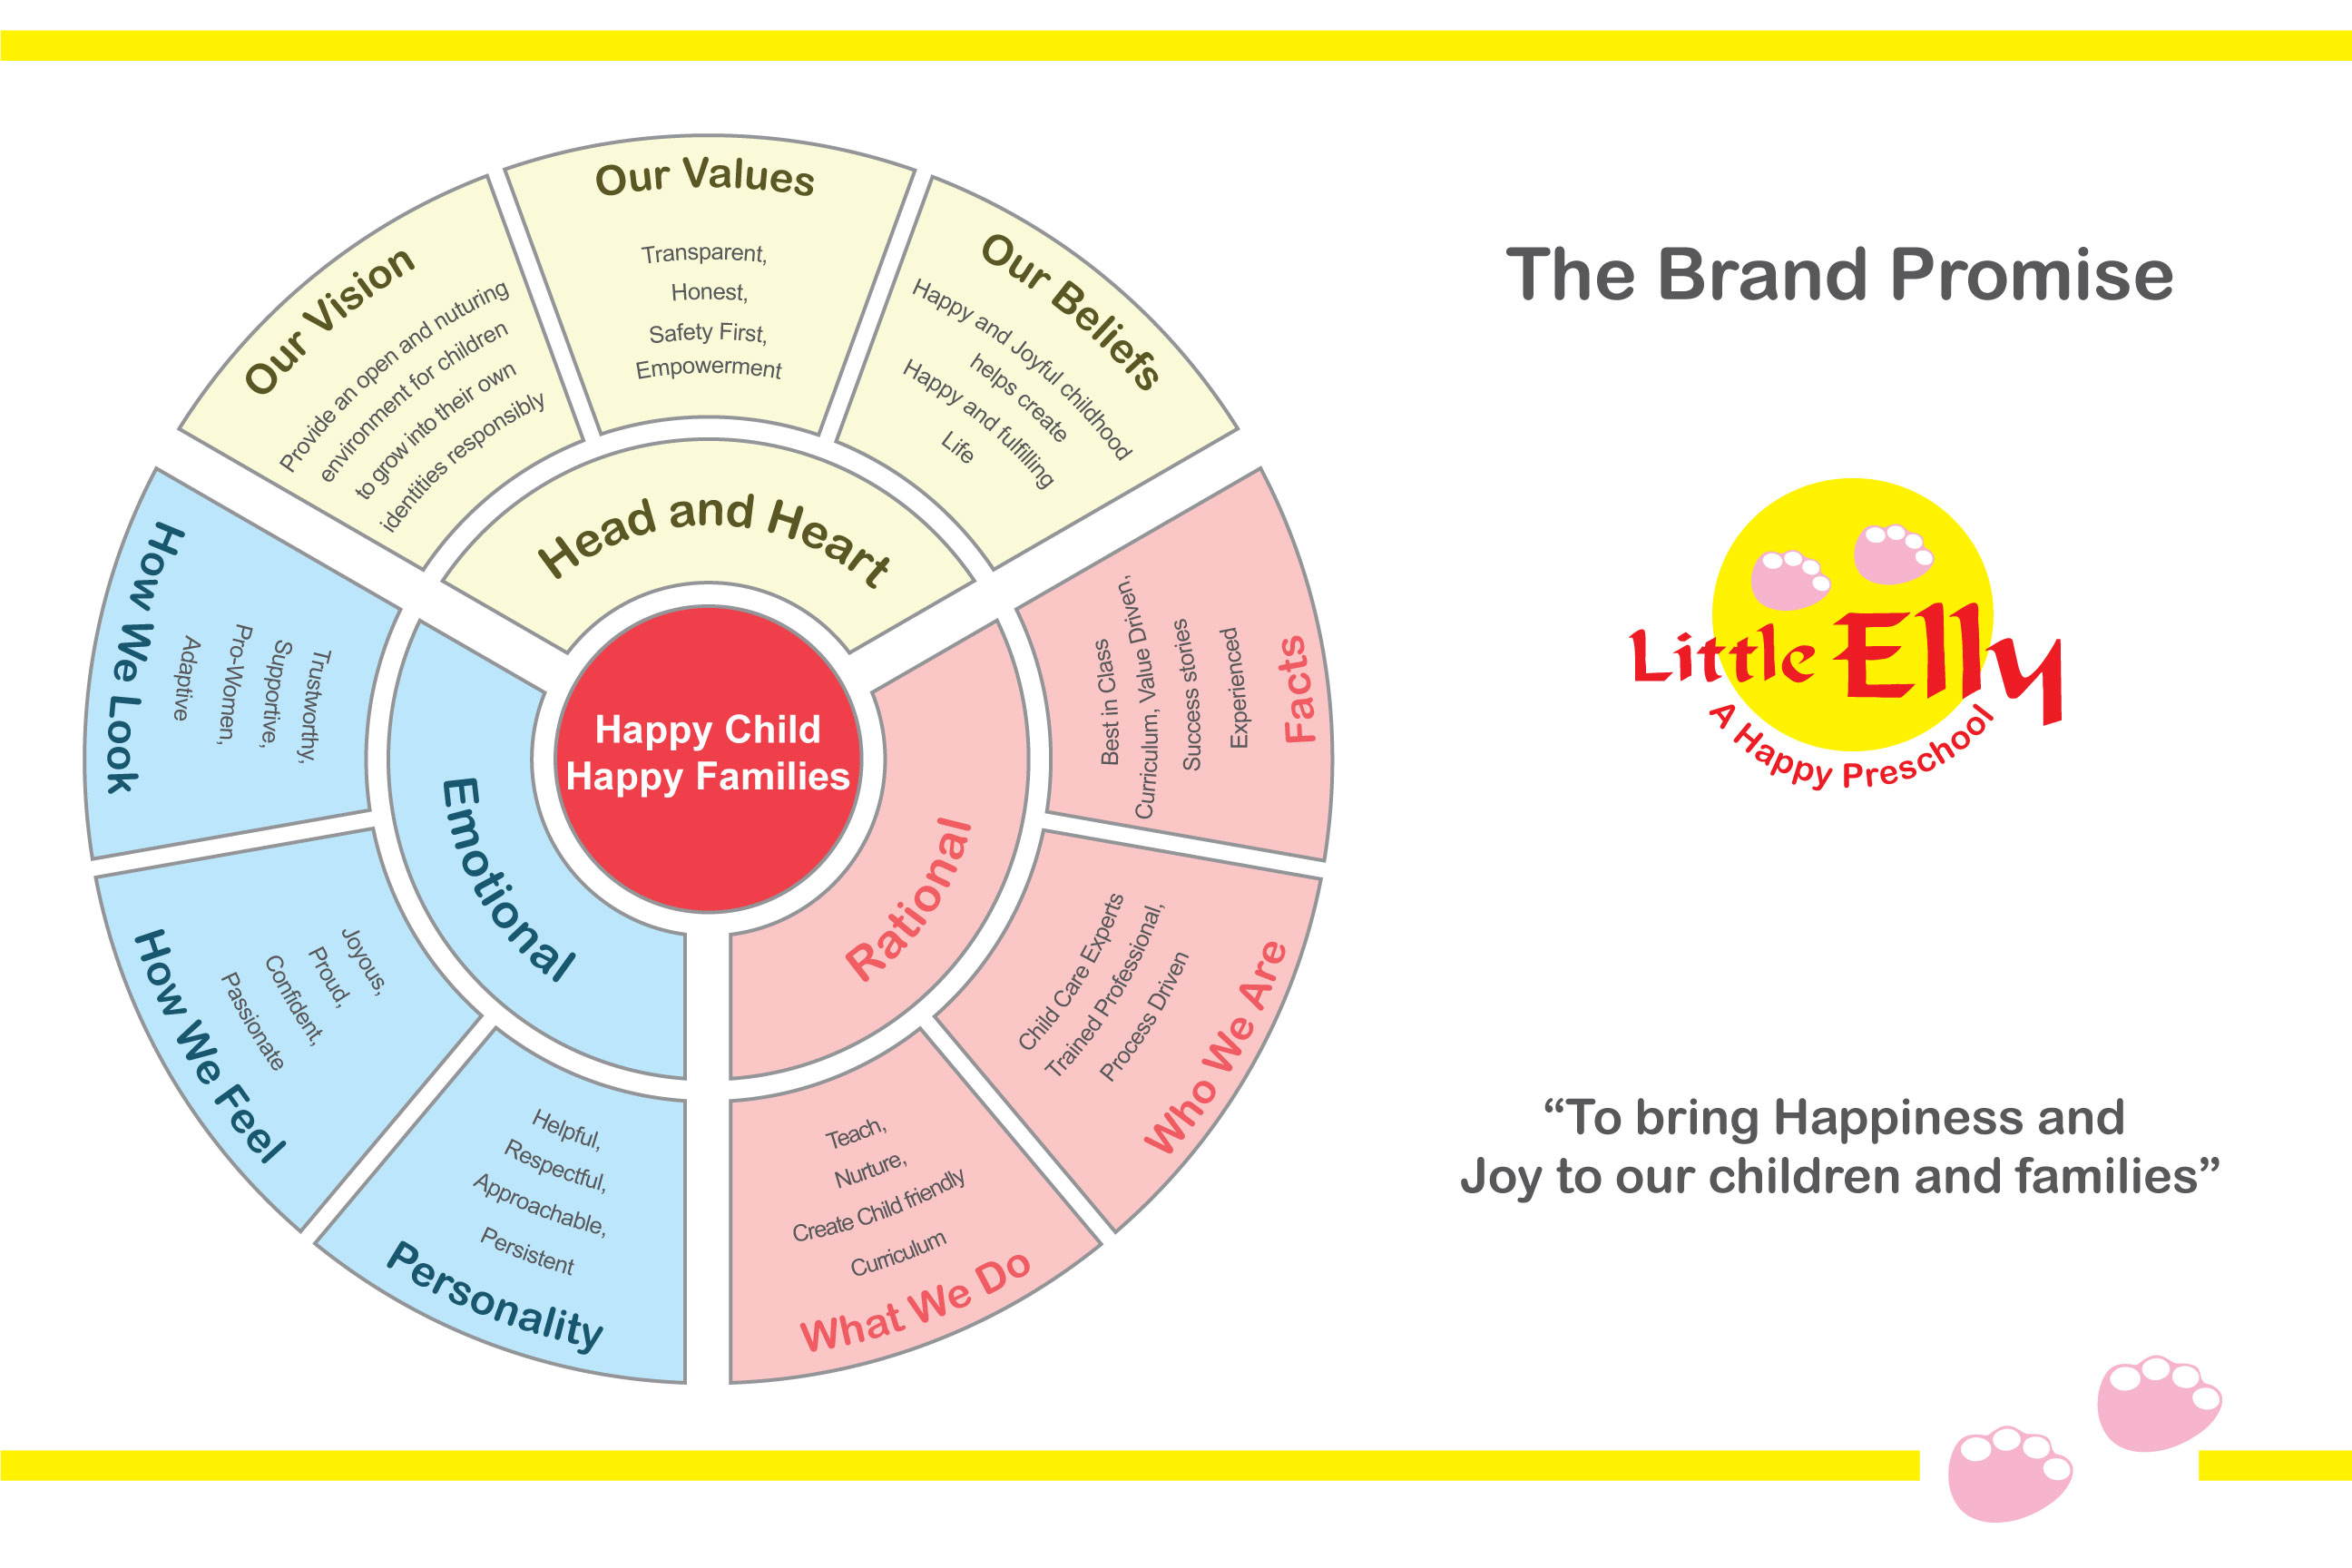 Our Vision
Provide an open and nuturing
environment for children
to grow into their own
identities responsibly
Our Values
Transparent,
Honest,
Safety First,
Empowerment
Our Beliefs
Happy and Joyful childhood
helps create
Happy and fulfilling
Life
Head and Heart
Facts
Best in Class
Curriculum, Value Driven,
Success stories
Experienced
Who We Are
Child Care Experts
Trained Professional,
Process Driven
What We Do
Teach,
Nurture,
Create Child friendly
Curriculum
Rational
Personality
Helpful,
Respectful,
Approachable,
Persistent
How We Feel
Joyous,
Proud,
Confident,
Passionate
How We Look
Trustworthy,
Supportive,
Pro-Women,
Adaptive
Emotional
Happy Child
Happy Families
The Brand Promise
Little Elly
A Happy Preschool
“To bring Happiness and
Joy to our children and families”